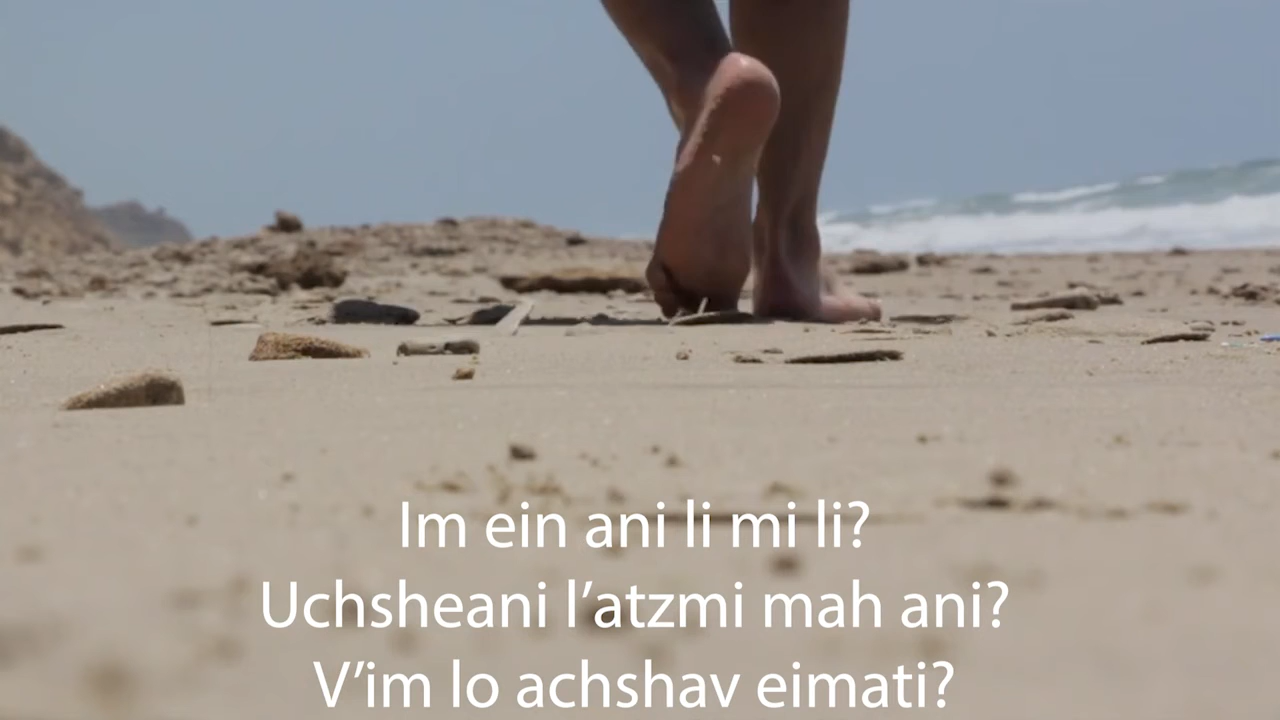 Im ein ani li mi li?
Uchsheani l’atzmi mah ani?
V’im lo achshav eimati?